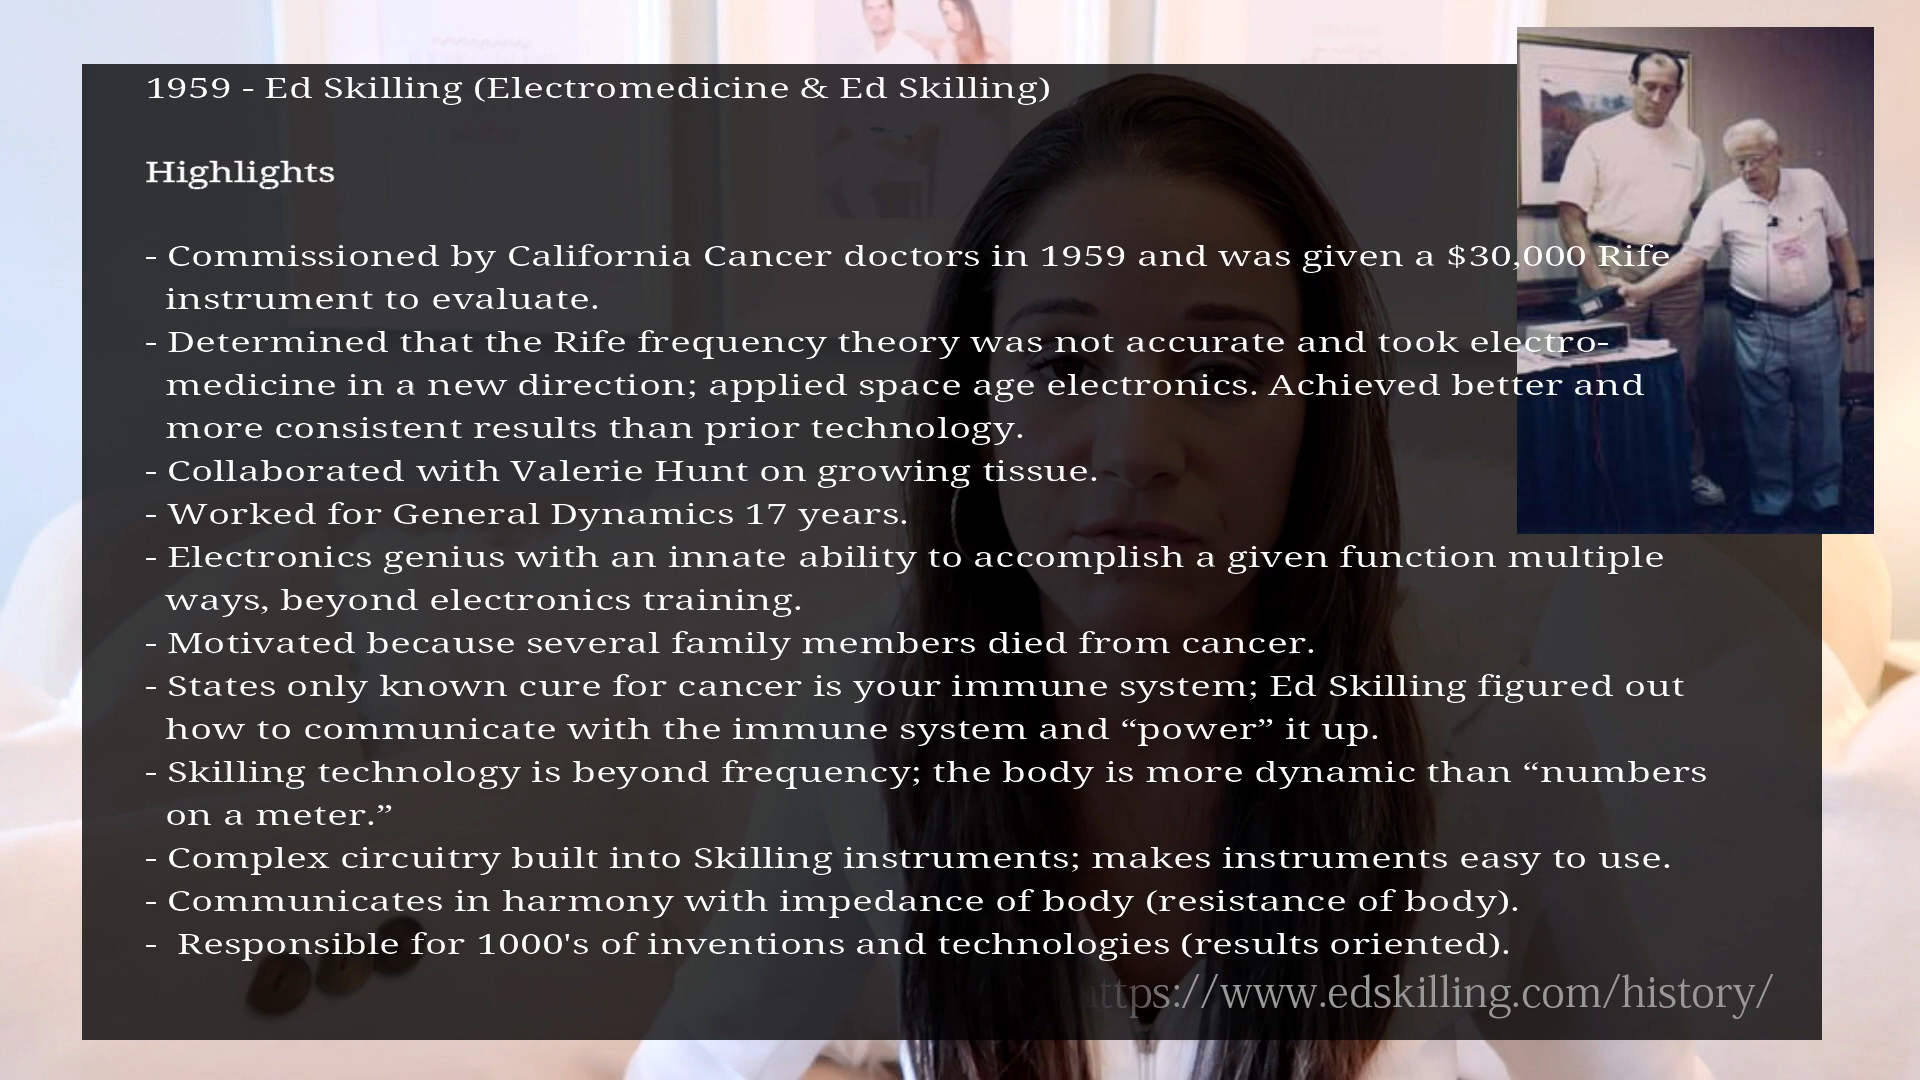 1959 - Ed Skilling (Electromedicine & Ed Skilling)
Highlights
- Commissioned by California Cancer doctors in 1959 and was given a $30,000 Rife
instrument to evaluate.
- Determined that the Rife frequency theory was not accurate and took electro-
medicine in a new direction; applied space age electronics. Achieved better and
more consistent results than prior technology.
- Collaborated with Valerie Hunt on growing tissue.
- Worked for General Dynamics 17 years.
- Electronics genius with an innate ability to accomplish a given function multiple
ways, beyond electronics training.
- Motivated because several family members died from cancer.
- States only known cure for cancer is your immune system; Ed Skilling figured out
how to communicate with the immune system and “power” it up.
- Skilling technology is beyond frequency; the body is more dynamic than “numbers
on a meter.”
- Complex circuitry built into Skilling instruments; makes instruments easy to use.
- Communicates in harmony with impedance of body (resistance of body).
- Responsible for 1000's of inventions and technologies (results oriented).
https://www.edskilling.com/history/